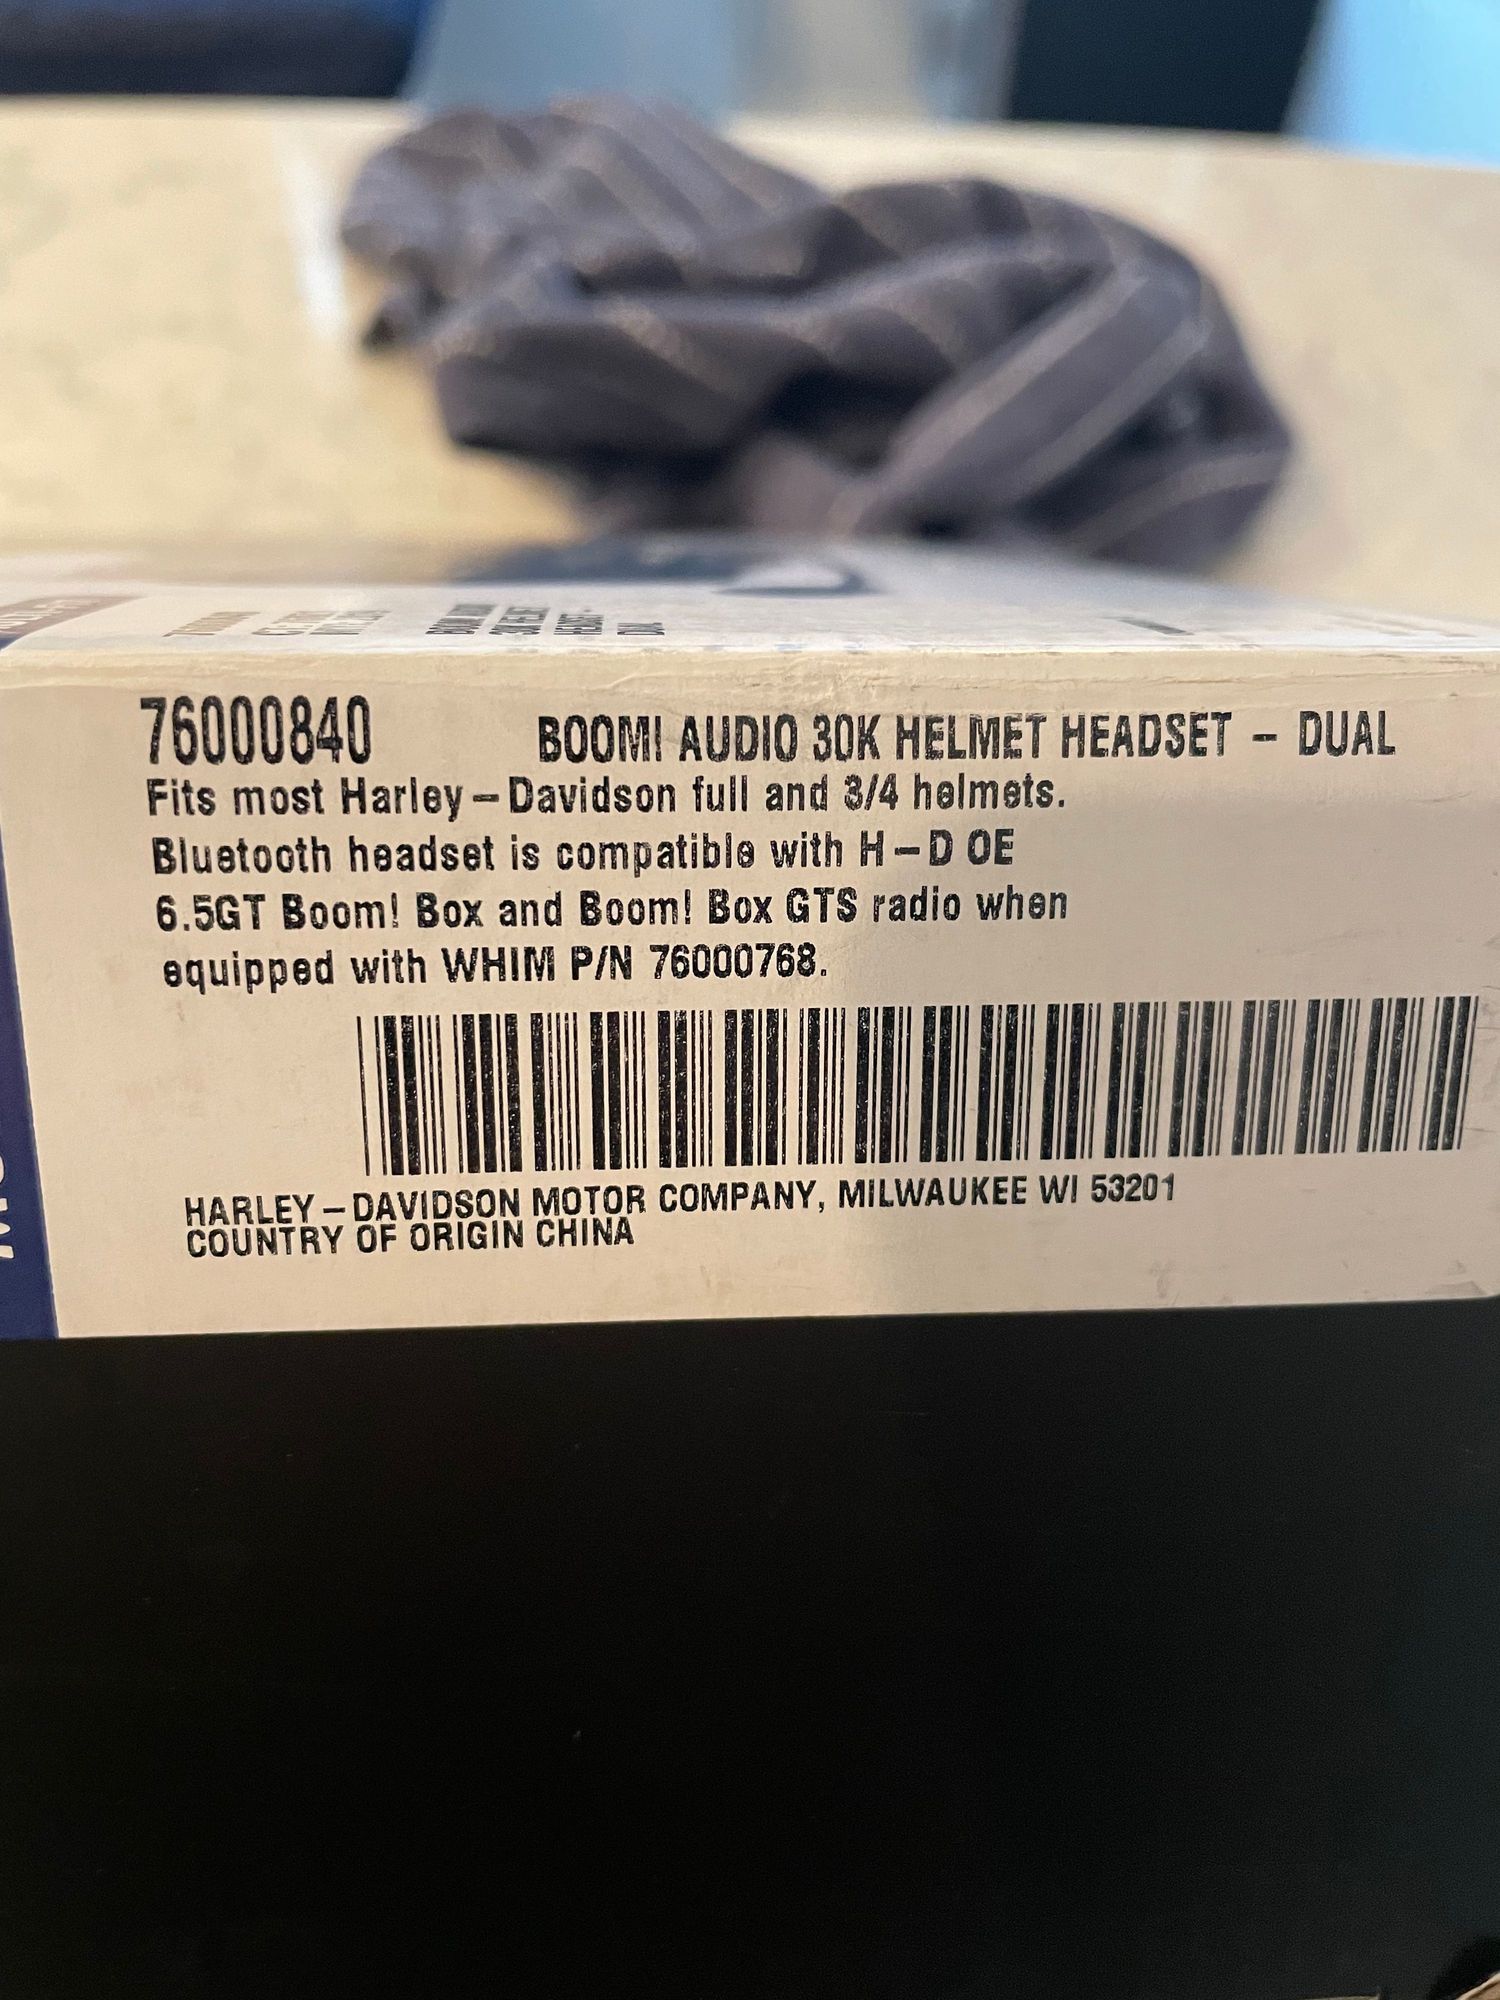 76000840 BOOM! AUDIO 30K HELMET HEADSET - DUAL
Fits most Harley-Davidson full and 3/4 helmets.
Bluetooth headset is compatible with H-D OE
6.5GT Boom! Box and Boom! Box GTS radio when
equipped with WHIM P/N 76000768.
HARLEY-DAVIDSON MOTOR COMPANY, MILWAUKEE WI 53201
COUNTRY OF ORIGIN CHINA